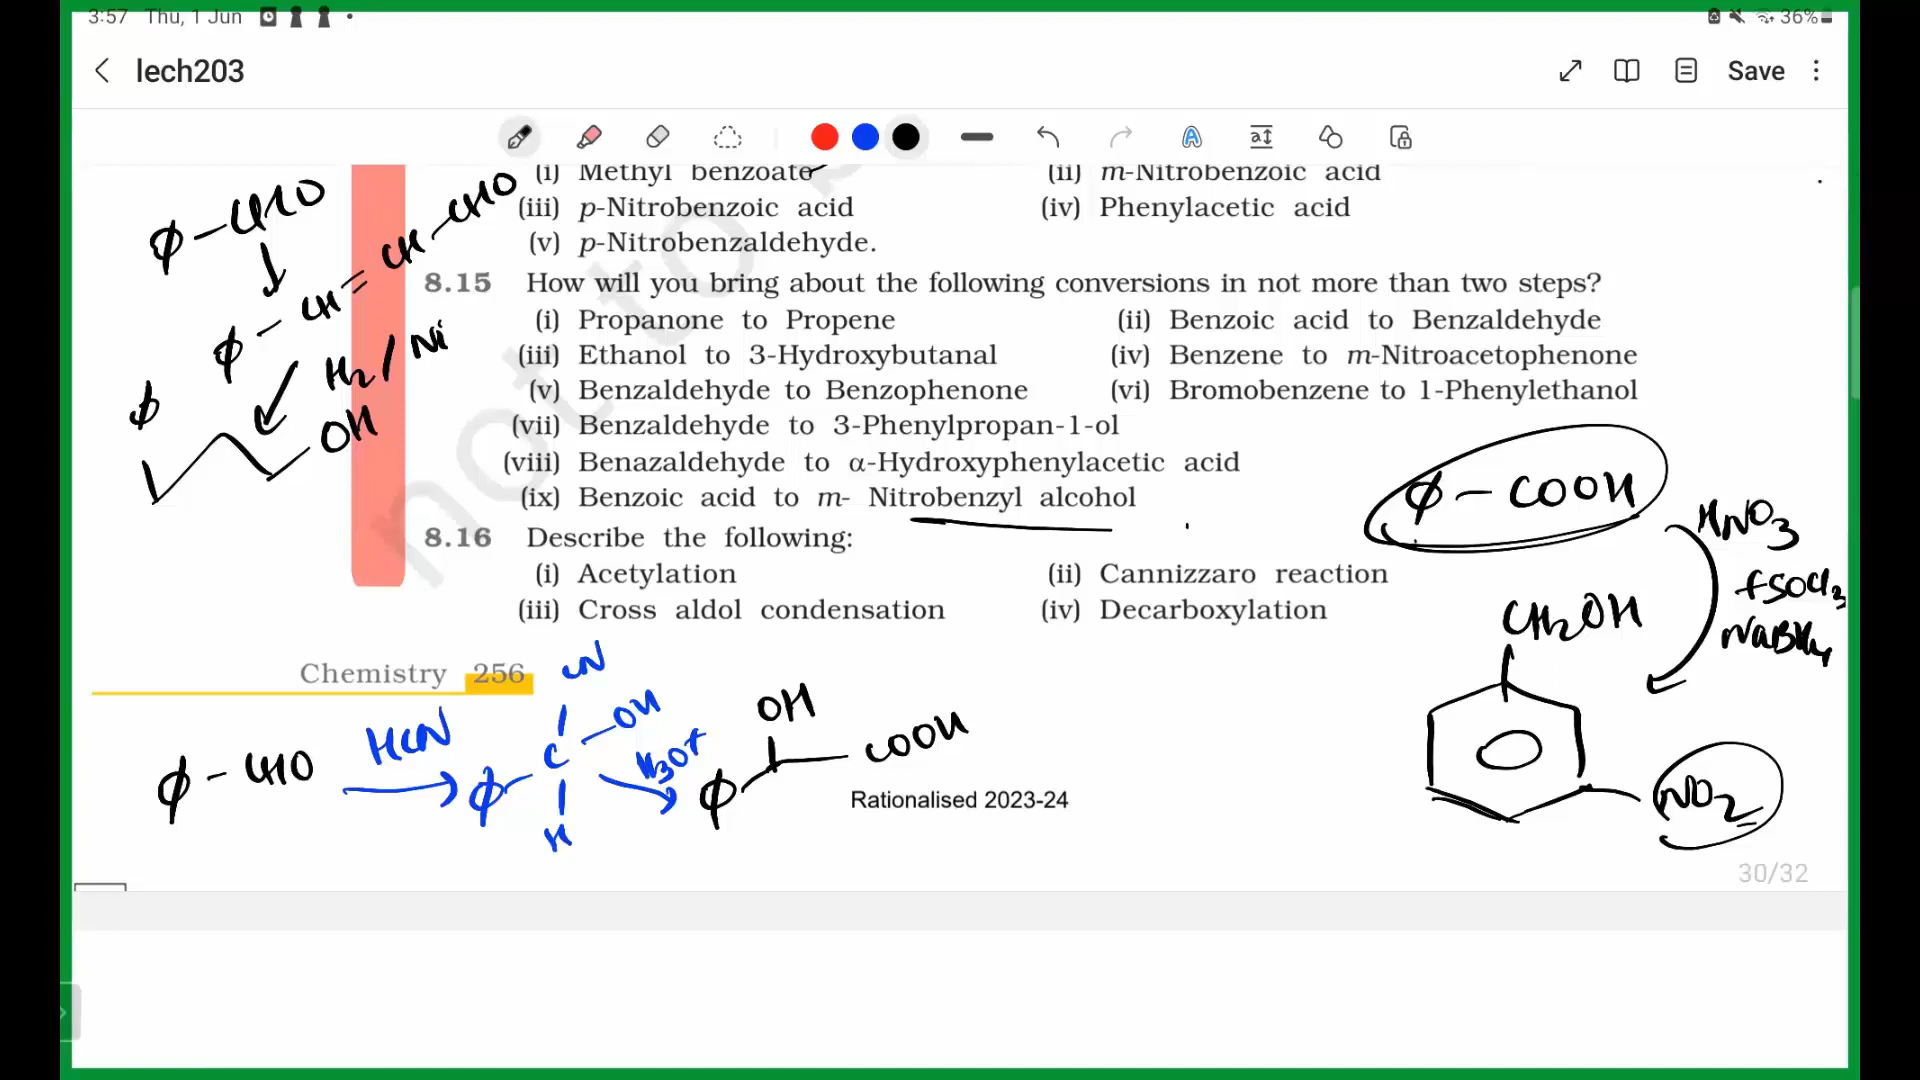 3:57 Thu, 1 Jun
36%
lech203
Save
(i) Methyl benzoate (ii) m-Nitrobenzoic acid
(iii) p-Nitrobenzoic acid (iv) Phenylacetic acid
(v) p-Nitrobenzaldehyde.
8.15 How will you bring about the following conversions in not more than two steps?
(i) Propanone to Propene (ii) Benzoic acid to Benzaldehyde
(iii) Ethanol to 3-Hydroxybutanal (iv) Benzene to m-Nitroacetophenone
(v) Benzaldehyde to Benzophenone (vi) Bromobenzene to 1-Phenylethanol
(vii) Benzaldehyde to 3-Phenylpropan-1-ol
(viii) Benazaldehyde to α-Hydroxyphenylacetic acid
(ix) Benzoic acid to m- Nitrobenzyl alcohol
8.16 Describe the following:
(i) Acetylation (ii) Cannizzaro reaction
(iii) Cross aldol condensation (iv) Decarboxylation
Chemistry 256
Rationalised 2023-24
30/32
not to
ϕ-CHO
ϕ-CH=CH-CHO
H2/Ni
ϕ
OH
ϕ-COOH
HNO3
NaBH4
CH2OH
NO2
ϕ-CHO
HCN
CN
ϕ-C-OH
H
H3O+
OH
ϕ COOH